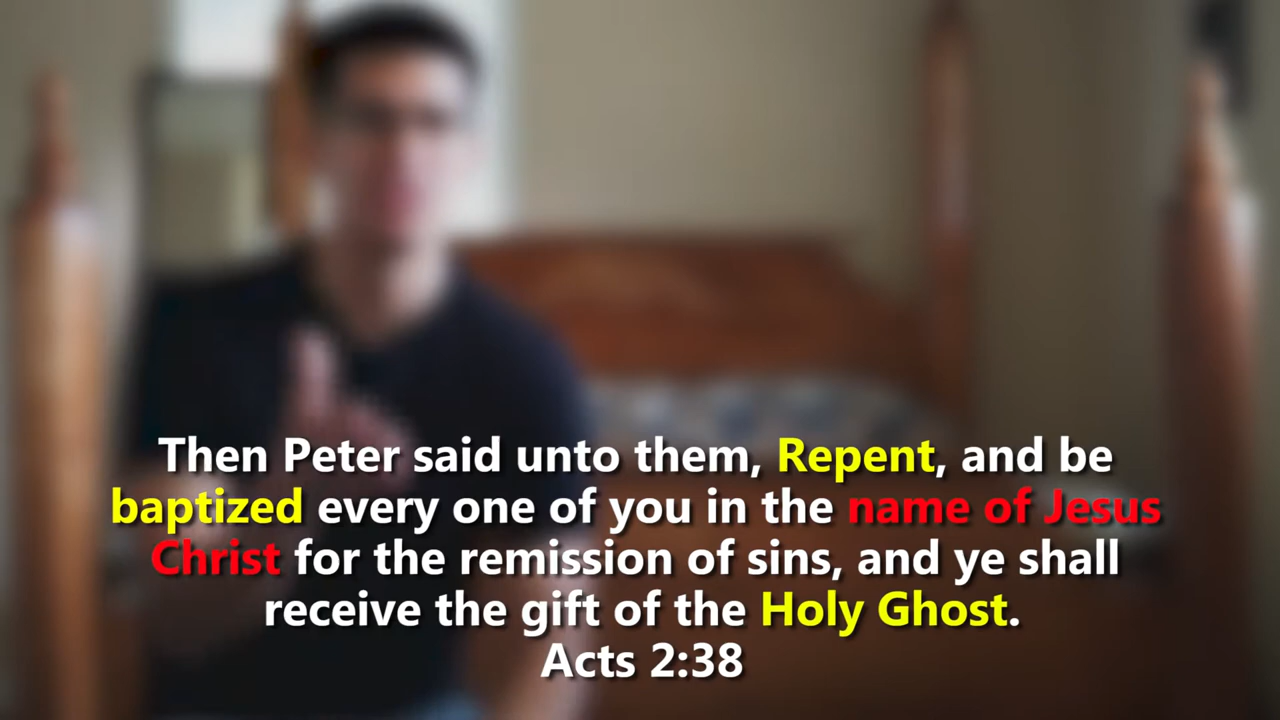 Then Peter said unto them, Repent, and be
baptized every one of you in the name of Jesus
Christ for the remission of sins, and ye shall
receive the gift of the Holy Ghost.
Acts 2:38